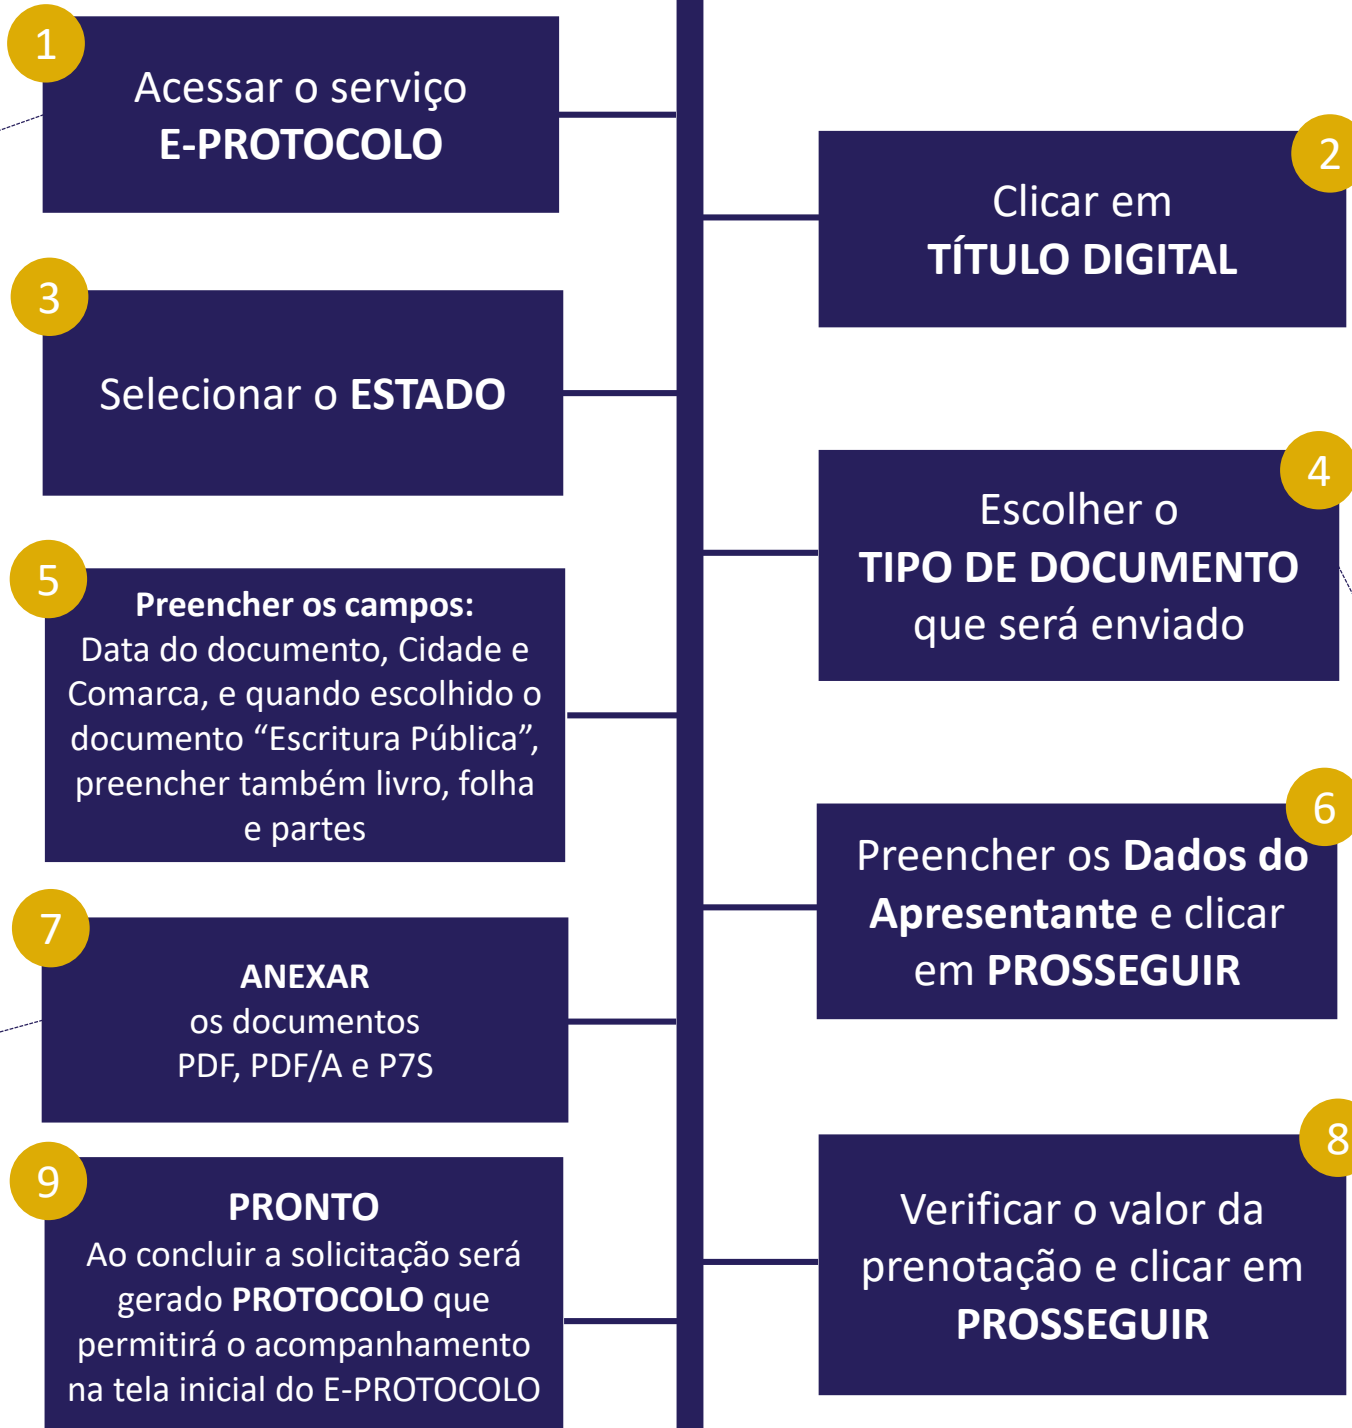 1
Acessar o serviço
E-PROTOCOLO
2
Clicar em
TÍTULO DIGITAL
3
Selecionar o ESTADO
4
Escolher o
TIPO DE DOCUMENTO
que será enviado
5
Preencher os campos:
Data do documento, Cidade e
Comarca, e quando escolhido o
documento “Escritura Pública”,
preencher também livro, folha
e partes
6
Preencher os Dados do
Apresentante e clicar
em PROSSEGUIR
7
ANEXAR
os documentos
PDF, PDF/A e P7S
8
Verificar o valor da
prenotação e clicar em
PROSSEGUIR
9
PRONTO
Ao concluir a solicitação será
gerado PROTOCOLO que
permitirá o acompanhamento
na tela inicial do E-PROTOCOLO